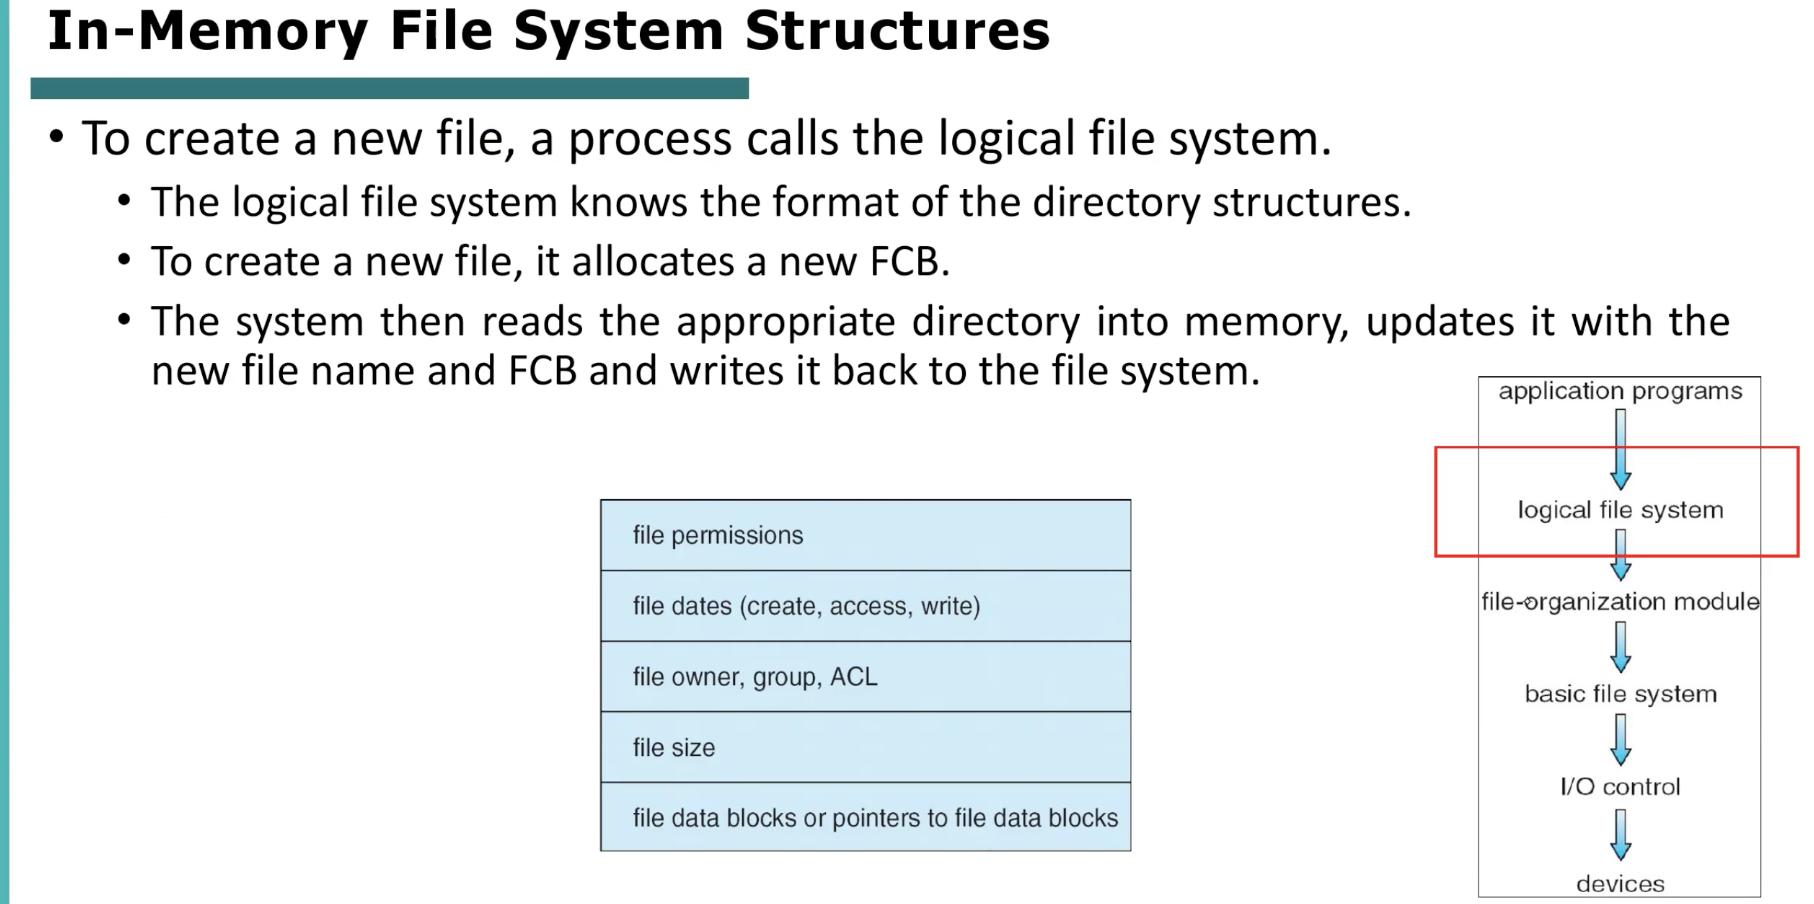 In-Memory File System Structures
• To create a new file, a process calls the logical file system.
• The logical file system knows the format of the directory structures.
• To create a new file, it allocates a new FCB.
• The system then reads the appropriate directory into memory, updates it with the
new file name and FCB and writes it back to the file system.
file permissions
file dates (create, access, write)
file owner, group, ACL
file size
file data blocks or pointers to file data blocks
application programs
logical file system
file-organization module
basic file system
I/O control
devices